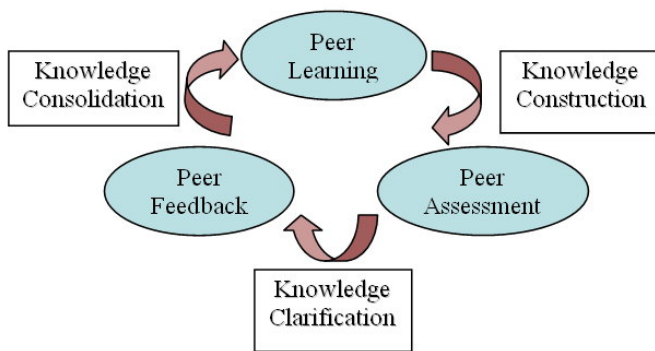 Peer
Learning
Knowledge
Consolidation
Knowledge
Construction
Peer
Feedback
Peer
Assessment
Knowledge
Clarification